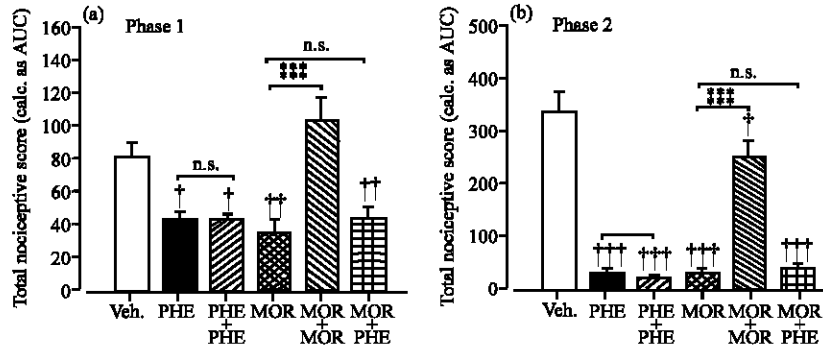 (a)
Phase 1
Total nociceptive score (calc. as AUC)
160
140
120
100
80
60
40
20
0
n.s.
***
***
n.s.
†
†
††
††
Veh.
PHE
PHE
+
PHE
MOR
MOR
+
MOR
MOR
+
PHE
(b)
Phase 2
Total nociceptive score (calc. as AUC)
500
400
300
200
100
0
n.s.
***
***
‡
†††
†††
†††
†††
Veh.
PHE
PHE
+
PHE
MOR
MOR
+
MOR
MOR
+
PHE